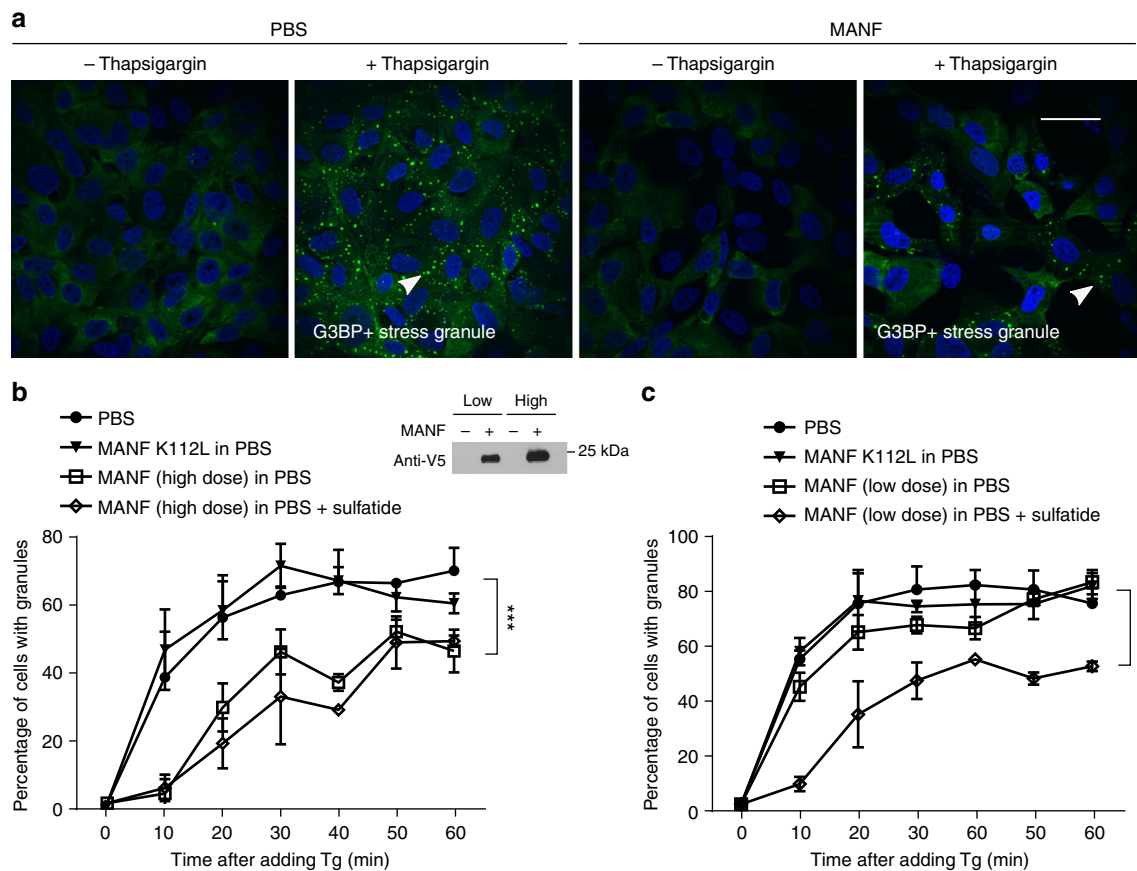 a
PBS
MANF
– Thapsigargin
+ Thapsigargin
– Thapsigargin
+ Thapsigargin
G3BP+ stress granule
G3BP+ stress granule
b
PBS
MANF K112L in PBS
MANF (high dose) in PBS
MANF (high dose) in PBS + sulfatide
Low High
MANF – + – +
Anti-V5
25 kDa
Percentage of cells with granules
80
60
40
20
0
***
0 10 20 30 40 50 60
Time after adding Tg (min)
c
PBS
MANF K112L in PBS
MANF (low dose) in PBS
MANF (low dose) in PBS + sulfatide
Percentage of cells with granules
100
80
60
40
20
0
0 10 20 30 60 50 60
Time after adding Tg (min)